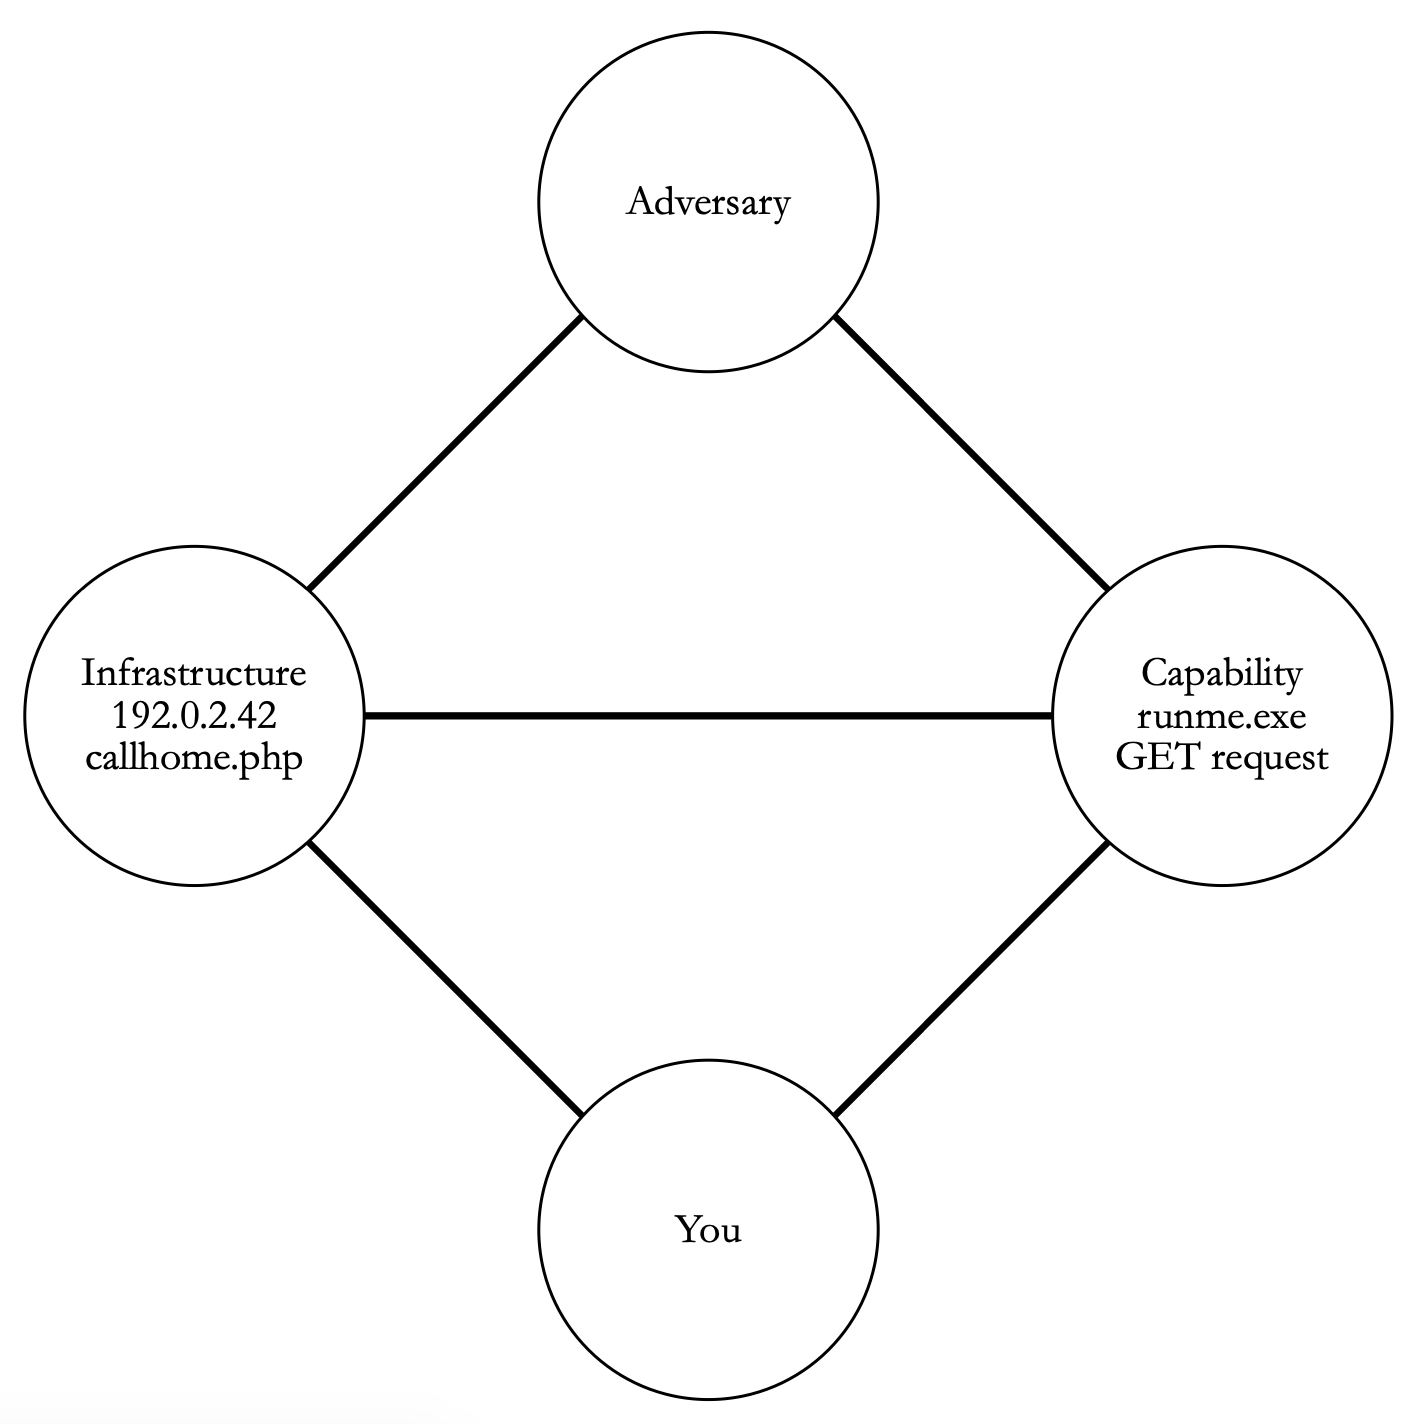 Adversary
Infrastructure
192.0.2.42
callhome.php
Capability
runme.exe
GET request
You